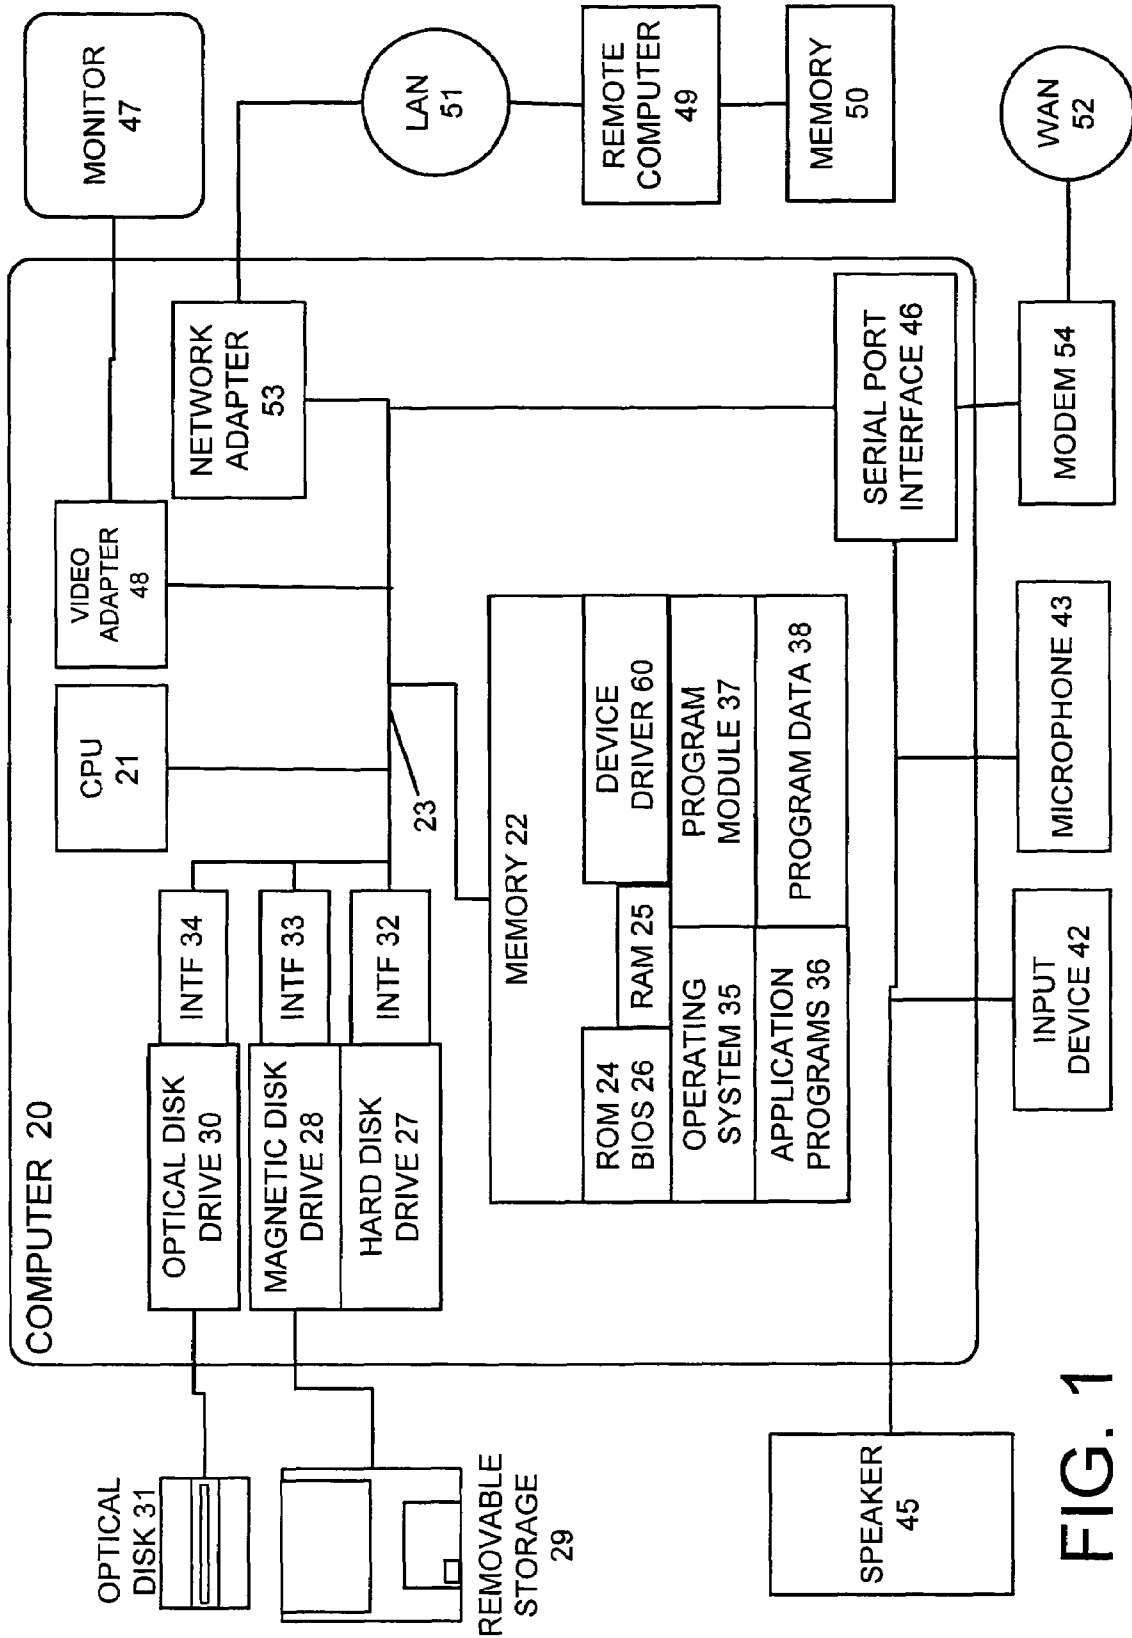 COMPUTER 20
OPTICAL
DISK 31
REMOVABLE
STORAGE
29
SPEAKER
45
OPTICAL DISK
DRIVE 30
MAGNETIC DISK
DRIVE 28
HARD DISK
DRIVE 27
INTF 34
INTF 33
INTF 32
CPU
21
VIDEO
ADAPTER
48
NETWORK
ADAPTER
53
23
MONITOR
47
LAN
51
REMOTE
COMPUTER
49
MEMORY
50
MEMORY 22
ROM 24
BIOS 26
RAM 25
DEVICE
DRIVER 60
OPERATING
SYSTEM 35
PROGRAM
MODULE 37
APPLICATION
PROGRAMS 36
PROGRAM DATA 38
SERIAL PORT
INTERFACE 46
INPUT
DEVICE 42
MICROPHONE 43
MODEM 54
WAN
52
FIG. 1